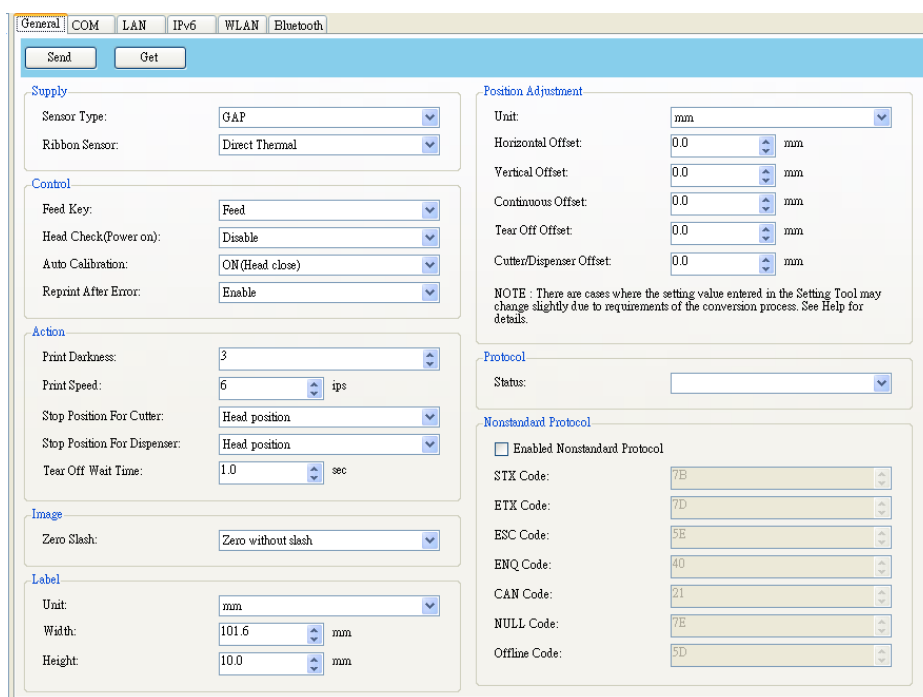 General COM LAN IPv6 WLAN Bluetooth
Send Get
Supply
Sensor Type: GAP
Ribbon Sensor: Direct Thermal
Control
Feed Key: Feed
Head Check(Power on): Disable
Auto Calibration: ON(Head close)
Reprint After Error: Enable
Action
Print Darkness: 3
Print Speed: 6 ips
Stop Position For Cutter: Head position
Stop Position For Dispenser: Head position
Tear Off Wait Time: 1.0 sec
Image
Zero Slash: Zero without slash
Label
Unit: mm
Width: 101.6 mm
Height: 10.0 mm
Position Adjustment
Unit: mm
Horizontal Offset: 0.0 mm
Vertical Offset: 0.0 mm
Continuous Offset: 0.0 mm
Tear Off Offset: 0.0 mm
Cutter/Dispenser Offset: 0.0 mm
NOTE : There are cases where the setting value entered in the Setting Tool may
change slightly due to requirements of the conversion process. See Help for
details.
Protocol
Status:
Nonstandard Protocol
Enabled Nonstandard Protocol
STX Code: 7B
ETX Code: 7D
ESC Code: 5E
ENQ Code: 40
CAN Code: 21
NULL Code: 7E
Offline Code: 5D